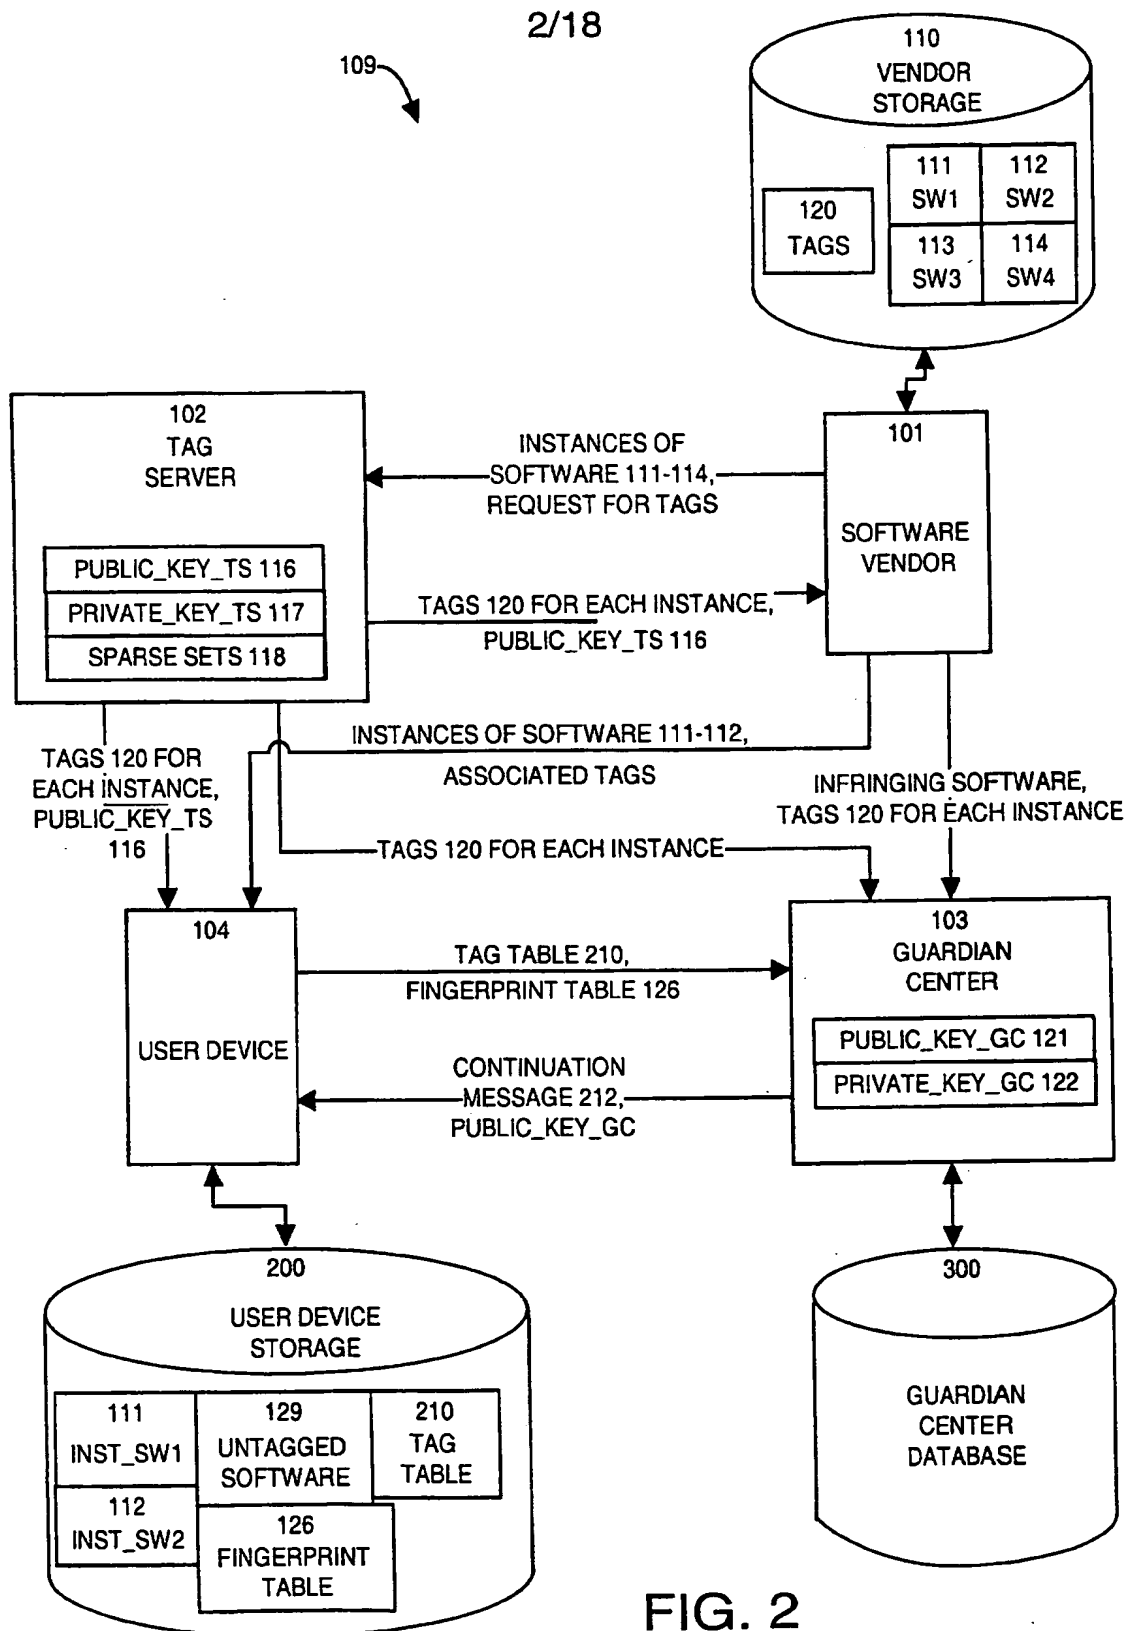 2/18
109
110
VENDOR
STORAGE
120
TAGS
111
SW1
112
SW2
113
SW3
114
SW4
102
TAG
SERVER
PUBLIC_KEY_TS 116
PRIVATE_KEY_TS 117
SPARSE SETS 118
INSTANCES OF
SOFTWARE 111-114,
REQUEST FOR TAGS
101
SOFTWARE
VENDOR
TAGS 120 FOR EACH INSTANCE,
PUBLIC_KEY_TS 116
TAGS 120 FOR
EACH INSTANCE,
PUBLIC_KEY_TS
116
INSTANCES OF SOFTWARE 111-112,
ASSOCIATED TAGS
INFRINGING SOFTWARE,
TAGS 120 FOR EACH INSTANCE
TAGS 120 FOR EACH INSTANCE
104
USER DEVICE
TAG TABLE 210,
FINGERPRINT TABLE 126
103
GUARDIAN
CENTER
PUBLIC_KEY_GC 121
PRIVATE_KEY_GC 122
CONTINUATION
MESSAGE 212,
PUBLIC_KEY_GC
200
USER DEVICE
STORAGE
111
INST_SW1
129
UNTAGGED
SOFTWARE
210
TAG
TABLE
112
INST_SW2
126
FINGERPRINT
TABLE
300
GUARDIAN
CENTER
DATABASE
FIG. 2